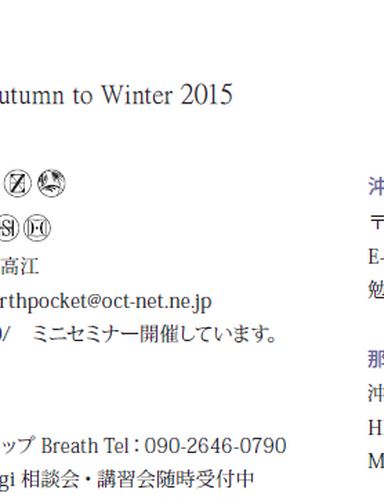 utumn to Winter 2015
Z
SI
高江
rthpocket@oct-net.ne.jp
/ ミニセミナー開催しています。
ップ Breath Tel：090-2646-0790
gi 相談会・講習会随時受付中
沖
〒
E-
勉
那
沖
H
M